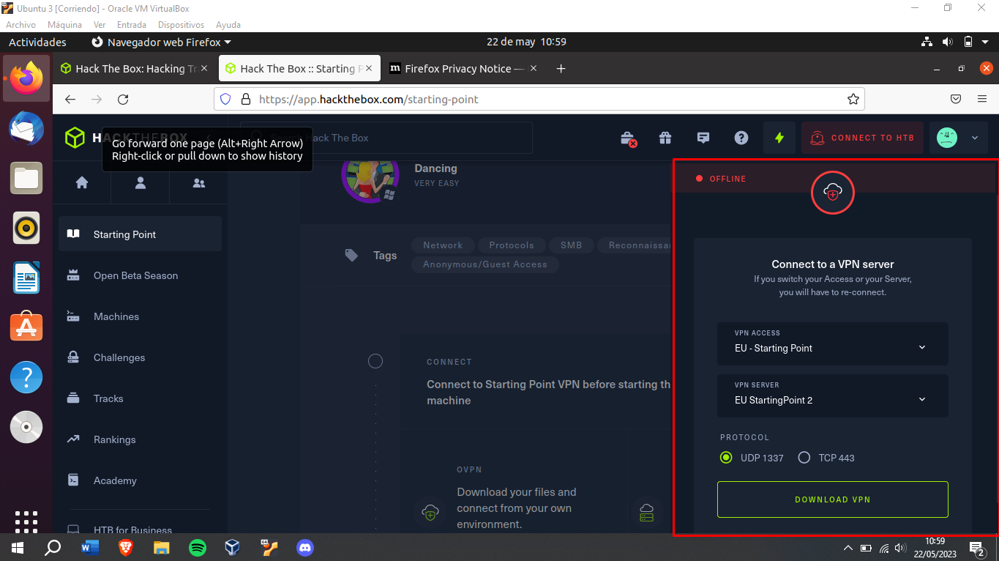 Ubuntu 3 [Corriendo] - Oracle VM VirtualBox
Archivo Máquina Ver Entrada Dispositivos Ayuda
Actividades Navegador web Firefox 22 de may 10:59
Hack The Box: Hacking Tr
Hack The Box :: Starting P
Firefox Privacy Notice —
https://app.hackthebox.com/starting-point
HACKTHEBOX
Search Hack The Box
CONNECT TO HTB
Go forward one page (Alt+Right Arrow)
Right-click or pull down to show history
Starting Point
Open Beta Season
Machines
Challenges
Tracks
Rankings
Academy
HTB for Business
Dancing
VERY EASY
Tags
Network Protocols SMB Reconnaissa
Anonymous/Guest Access
CONNECT
Connect to Starting Point VPN before starting th
machine
OVPN
Download your files and
connect from your own
environment.
OFFLINE
Connect to a VPN server
If you switch your Access or your Server,
you will have to re-connect.
VPN ACCESS
EU - Starting Point
VPN SERVER
EU StartingPoint 2
PROTOCOL
UDP 1337 TCP 443
DOWNLOAD VPN
64
10:59
22/05/2023
2